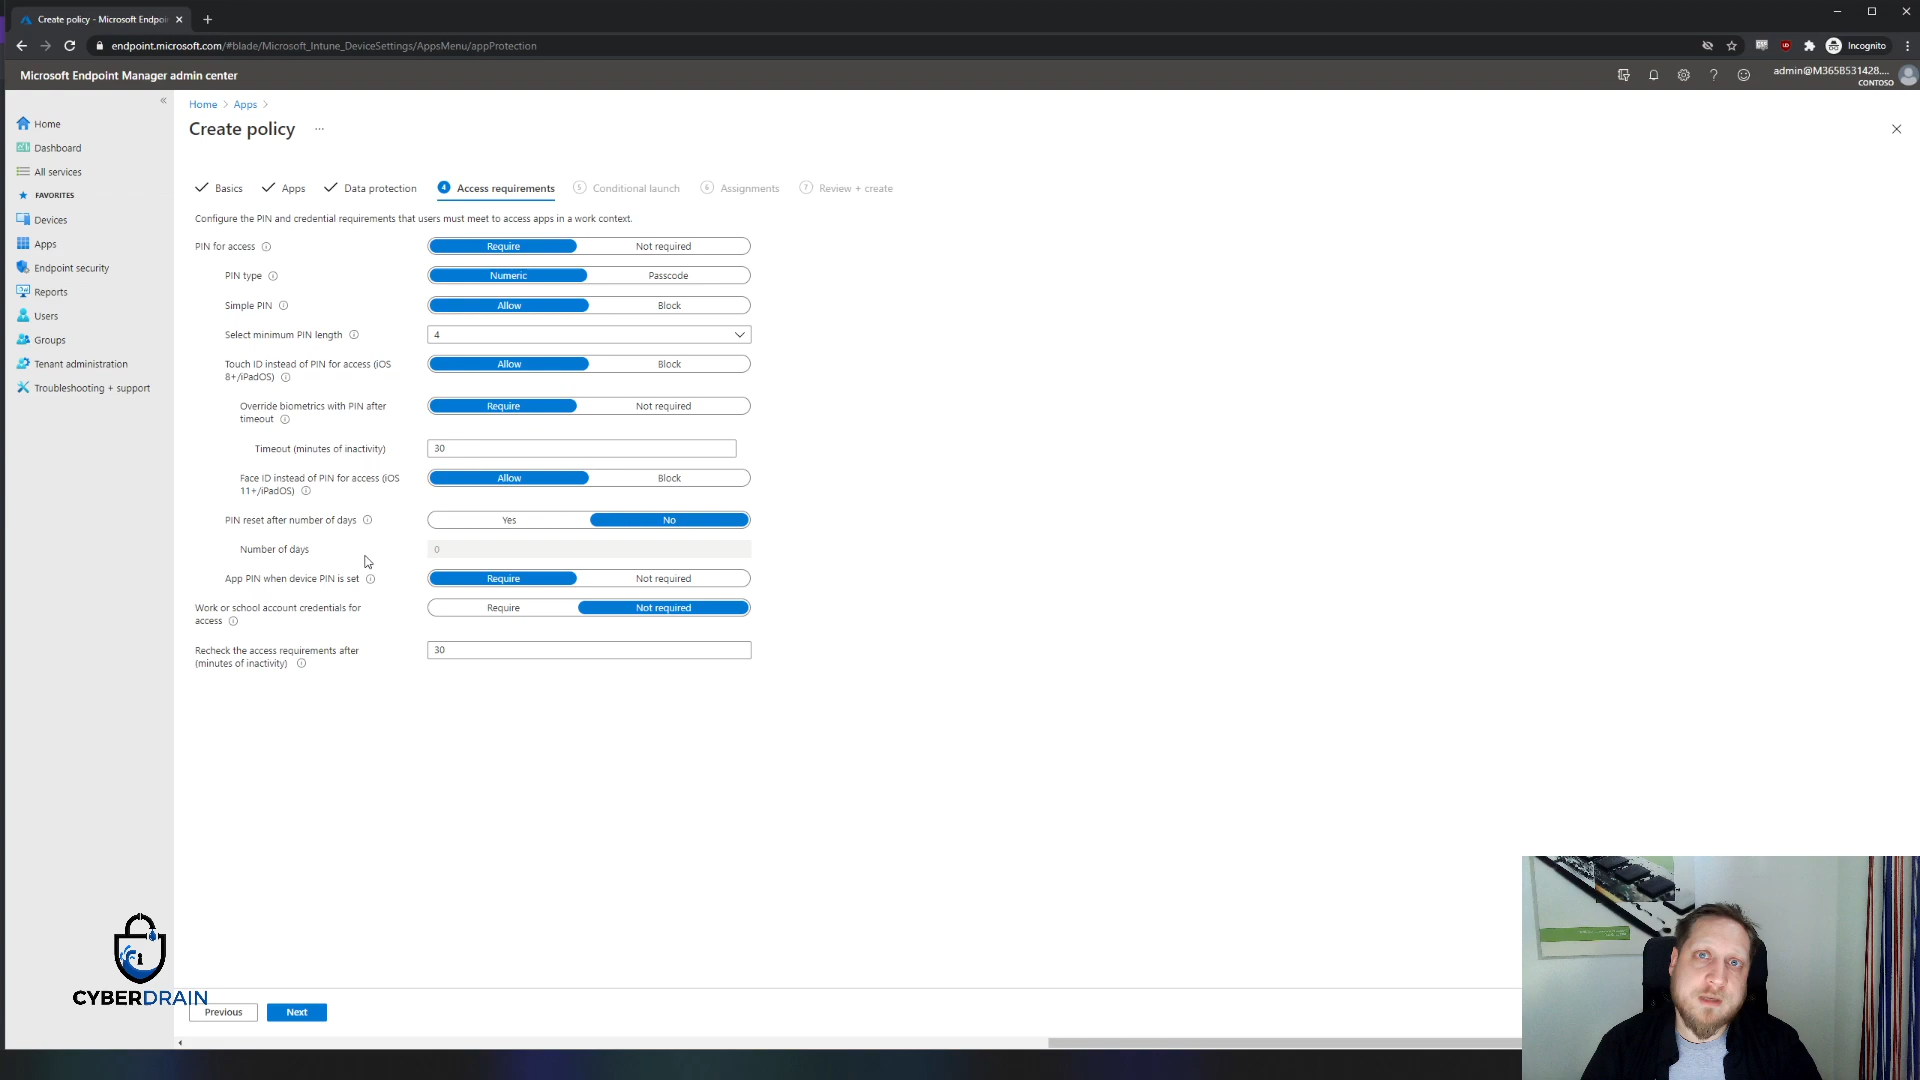 Create policy - Microsoft Endpoi
endpoint.microsoft.com/#blade/Microsoft_Intune_DeviceSettings/AppsMenu/appProtection
Incognito
Microsoft Endpoint Manager admin center
admin@M365B531428....
CONTOSO
Home
Dashboard
All services
FAVORITES
Devices
Apps
Endpoint security
Reports
Users
Groups
Tenant administration
Troubleshooting + support
Home > Apps >
Create policy ...
Basics
Apps
Data protection
4 Access requirements
5 Conditional launch
6 Assignments
7 Review + create
Configure the PIN and credential requirements that users must meet to access apps in a work context.
PIN for access Require Not required
PIN type Numeric Passcode
Simple PIN Allow Block
Select minimum PIN length 4
Touch ID instead of PIN for access (iOS
8+/iPadOS) Allow Block
Override biometrics with PIN after
timeout Require Not required
Timeout (minutes of inactivity) 30
Face ID instead of PIN for access (iOS
11+/iPadOS) Allow Block
PIN reset after number of days Yes No
Number of days 0
App PIN when device PIN is set Require Not required
Work or school account credentials for
access Require Not required
Recheck the access requirements after
(minutes of inactivity) 30
CYBERDRAIN
Previous Next